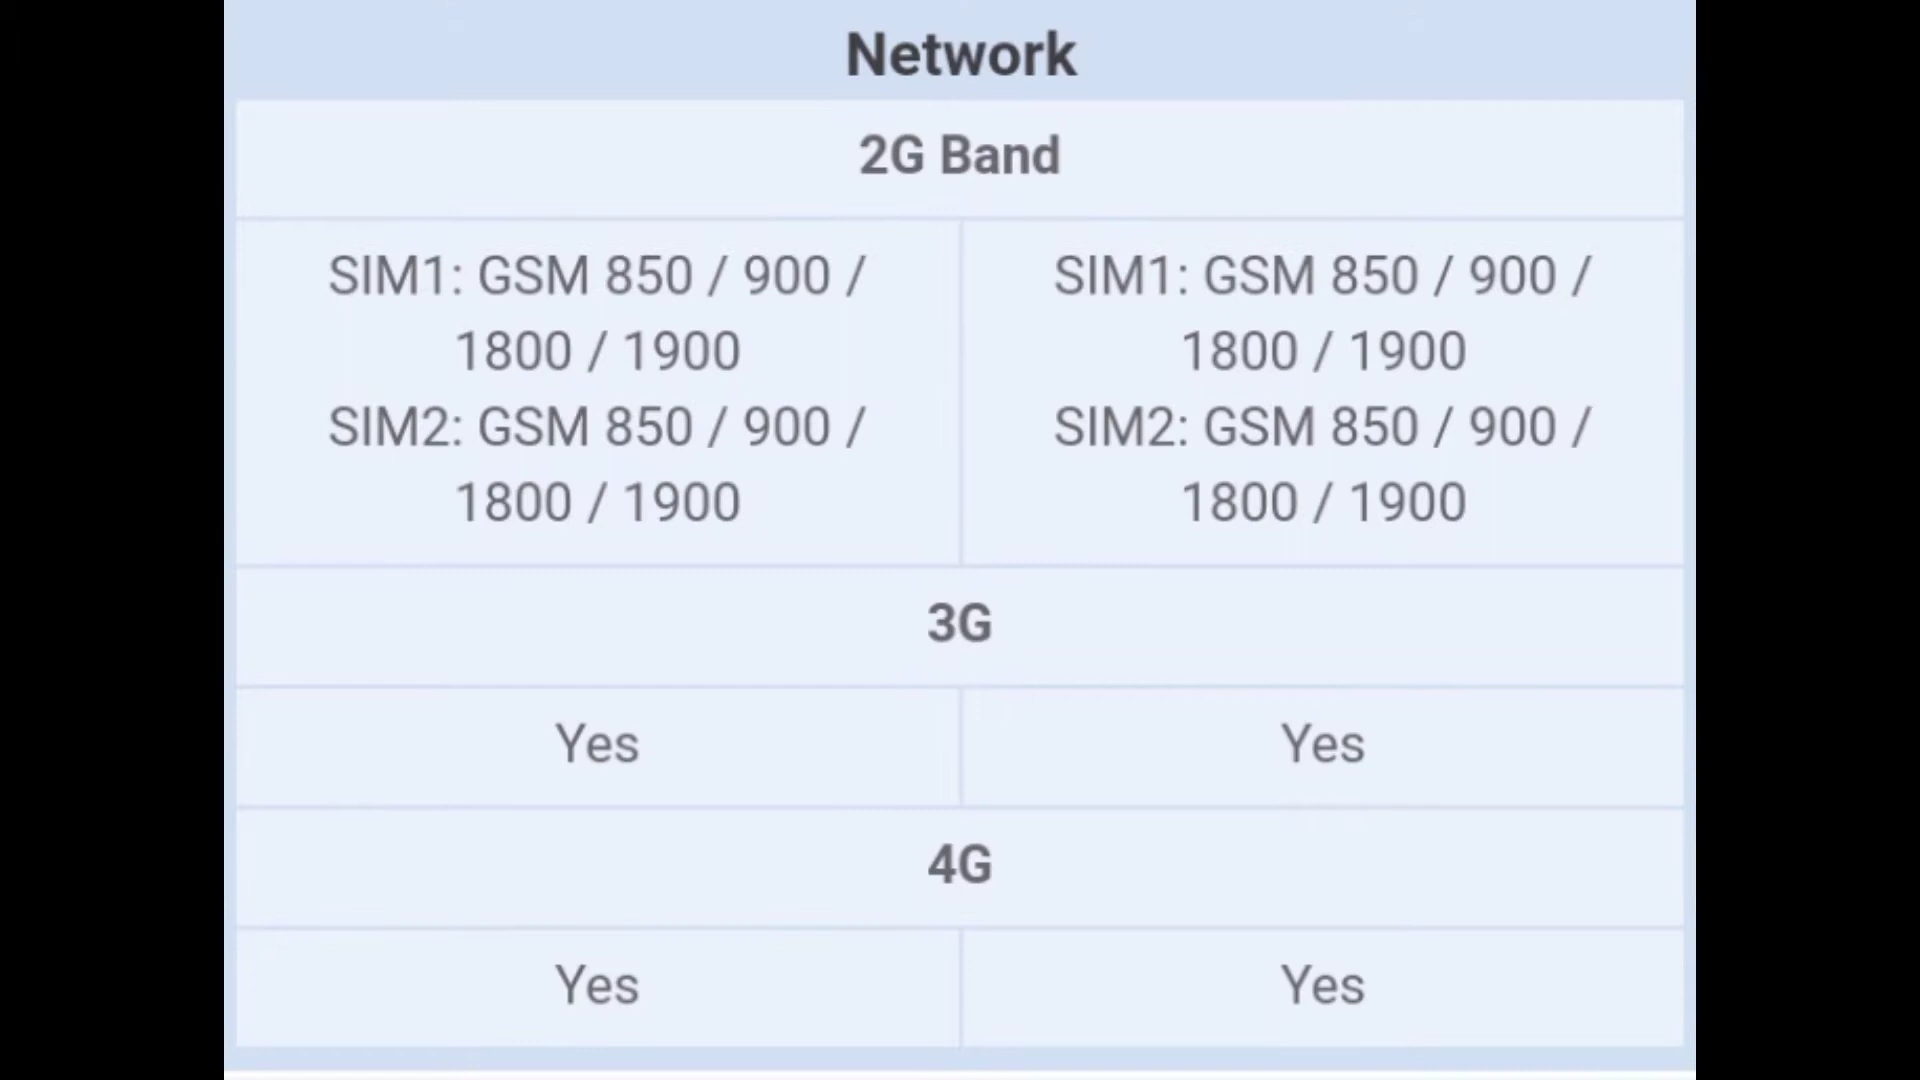 Network
2G Band
SIM1: GSM 850 / 900 /
1800 / 1900
SIM2: GSM 850 / 900 /
1800 / 1900
SIM1: GSM 850 / 900 /
1800 / 1900
SIM2: GSM 850 / 900 /
1800 / 1900
3G
Yes
Yes
4G
Yes
Yes